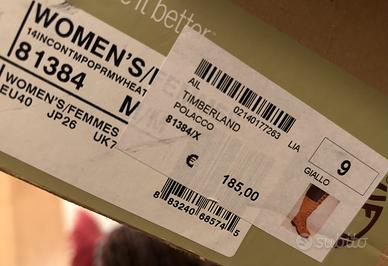 e it better™
WOMEN'S/
14INCONTMPOPRMWHEAT
81384 M
WOMEN'S/FEMMES
EU40 JP26 UK7
AIL 02140177263 LIA
TIMBERLAND
POLACCO
81384/X
€ 185,00
9
GIALLO
8 83240 68574 5
subito